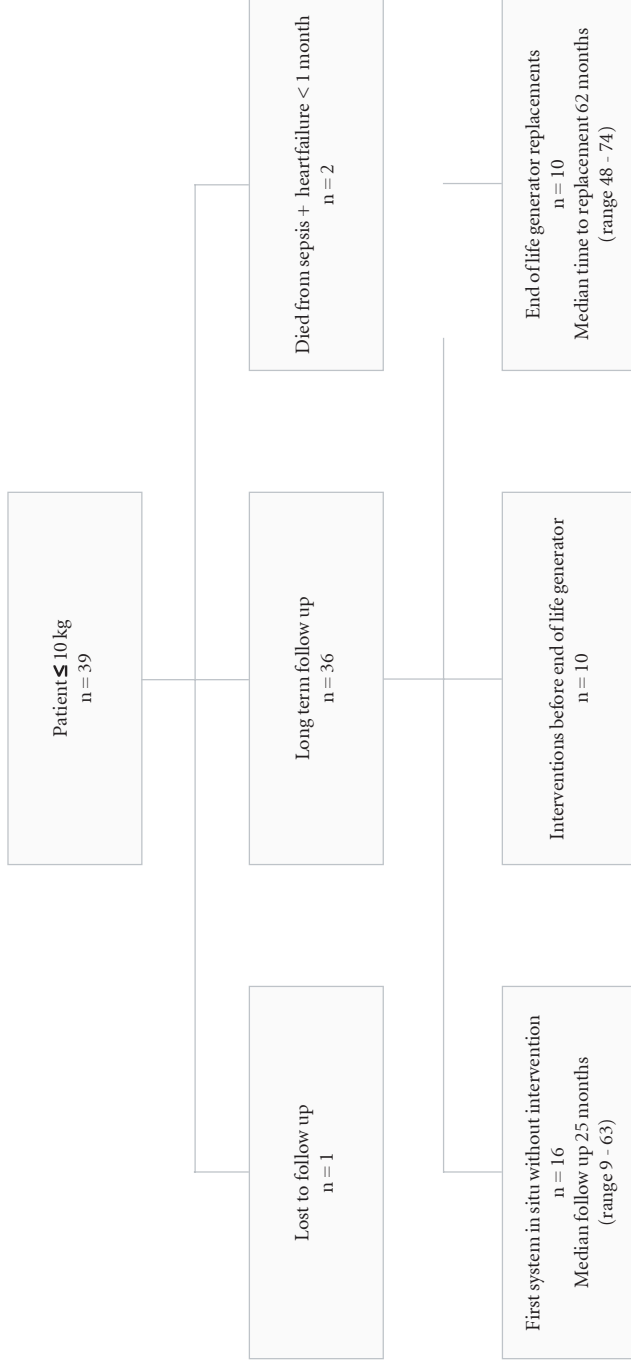 Patient ≤ 10 kg
n = 39
Lost to follow up
n = 1
Long term follow up
n = 36
Died from sepsis + heartfailure < 1 month
n = 2
First system in situ without intervention
n = 16
Median follow up 25 months
(range 9 - 63)
Interventions before end of life generator
n = 10
End of life generator replacements
n = 10
Median time to replacement 62 months
(range 48 - 74)